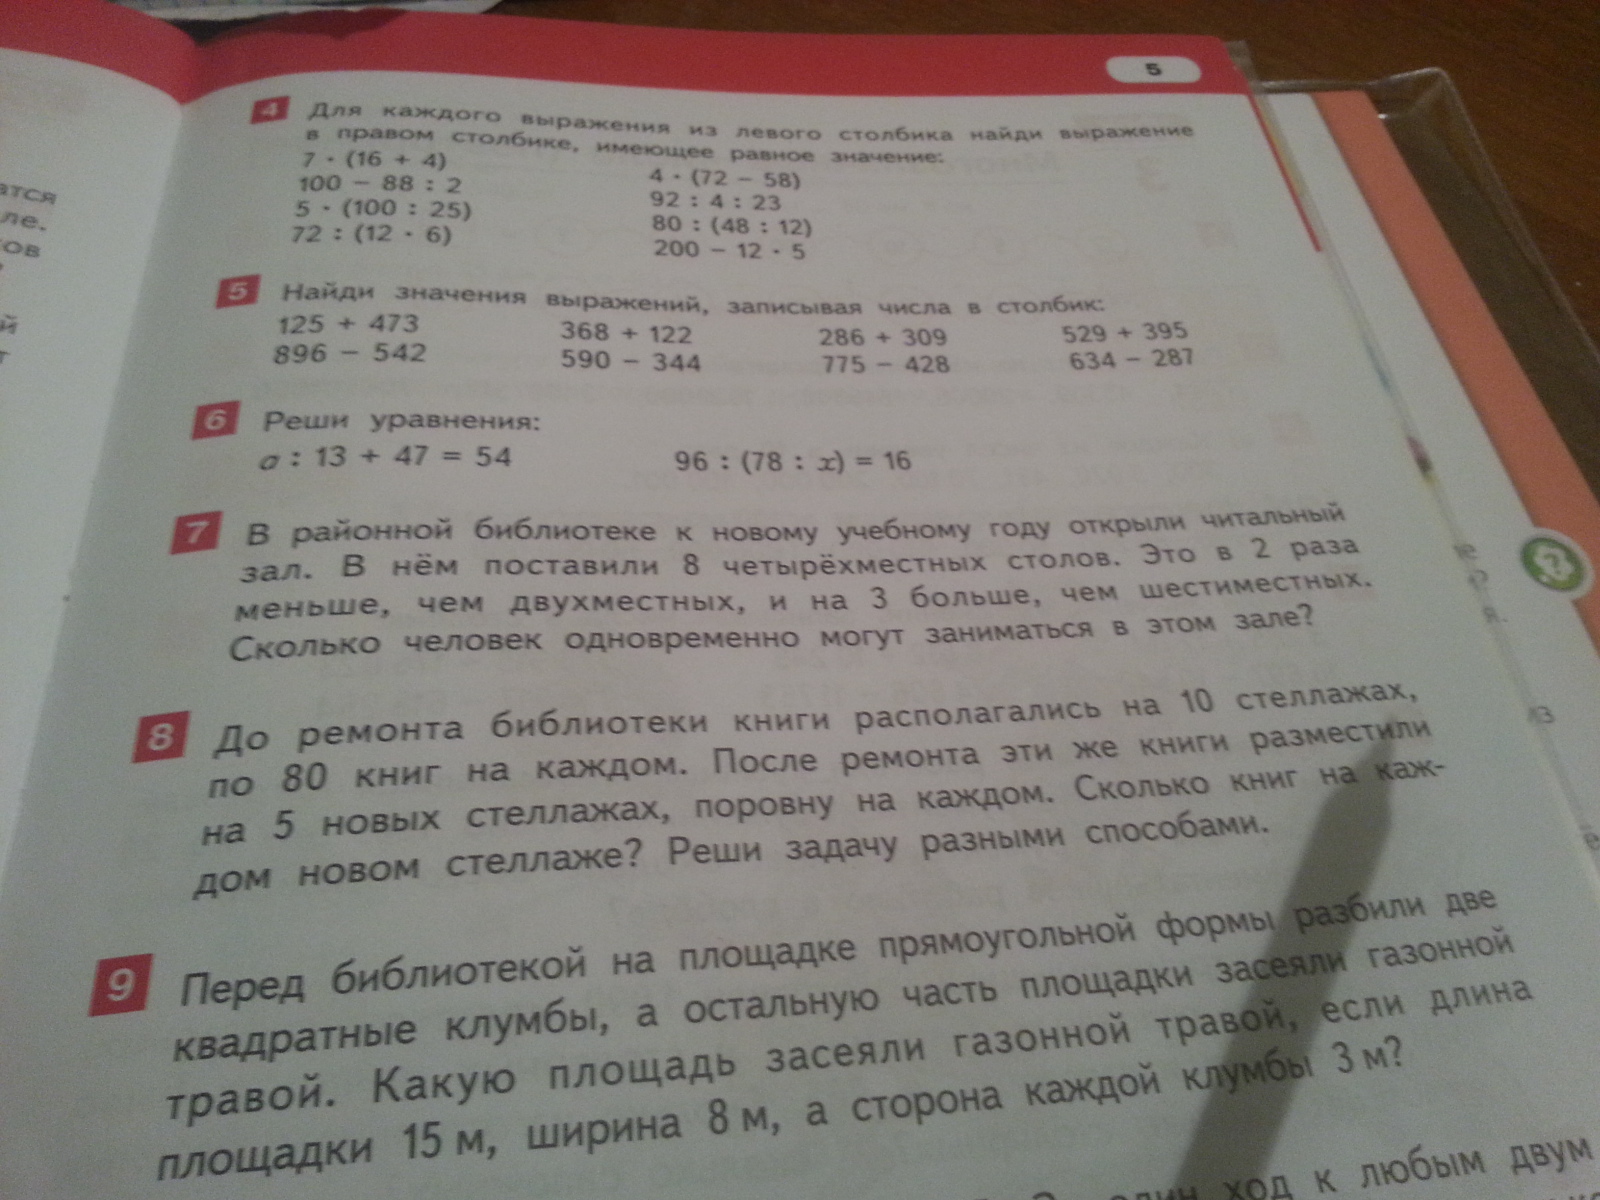 5
4 Для каждого выражения из левого столбика найди выражение
в правом столбике, имеющее равное значение:
7 · (16 + 4)
100 − 88 : 2
5 · (100 : 25)
72 : (12 · 6)
4 · (72 − 58)
92 : 4 : 23
80 : (48 : 12)
200 − 12 · 5
5 Найди значения выражений, записывая числа в столбик:
125 + 473 368 + 122 286 + 309 529 + 395
896 − 542 590 − 344 775 − 428 634 − 287
6 Реши уравнения:
a : 13 + 47 = 54 96 : (78 : x) = 16
7 В районной библиотеке к новому учебному году открыли читальный
зал. В нём поставили 8 четырёхместных столов. Это в 2 раза
меньше, чем двухместных, и на 3 больше, чем шестиместных.
Сколько человек одновременно могут заниматься в этом зале?
8 До ремонта библиотеки книги располагались на 10 стеллажах,
по 80 книг на каждом. После ремонта эти же книги разместили
на 5 новых стеллажах, поровну на каждом. Сколько книг на каж-
дом новом стеллаже? Реши задачу разными способами.
9 Перед библиотекой на площадке прямоугольной формы разбили две
квадратные клумбы, а остальную часть площадки засеяли газонной
травой. Какую площадь засеяли газонной травой, если длина
площадки 15 м, ширина 8 м, а сторона каждой клумбы 3 м?
ход к любым двум